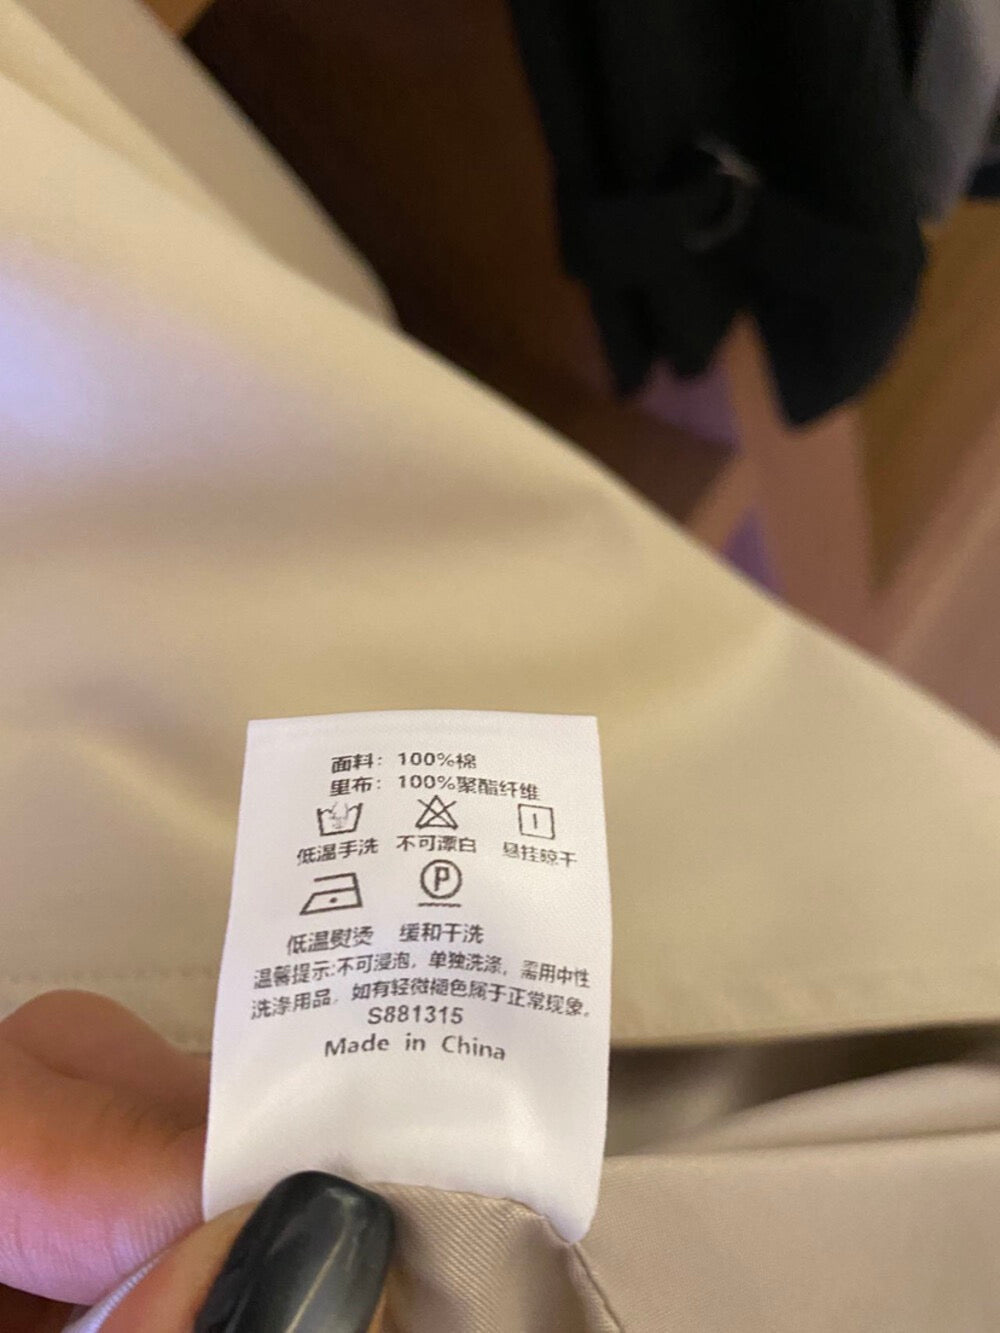 面料：100%棉
里布：100%聚酯纤维
低温手洗 不可漂白 悬挂晾干
P
低温熨烫 缓和干洗
温馨提示:不可浸泡，单独洗涤，需用中性
洗涤用品，如有轻微褪色属于正常现象。
S881315
Made in China